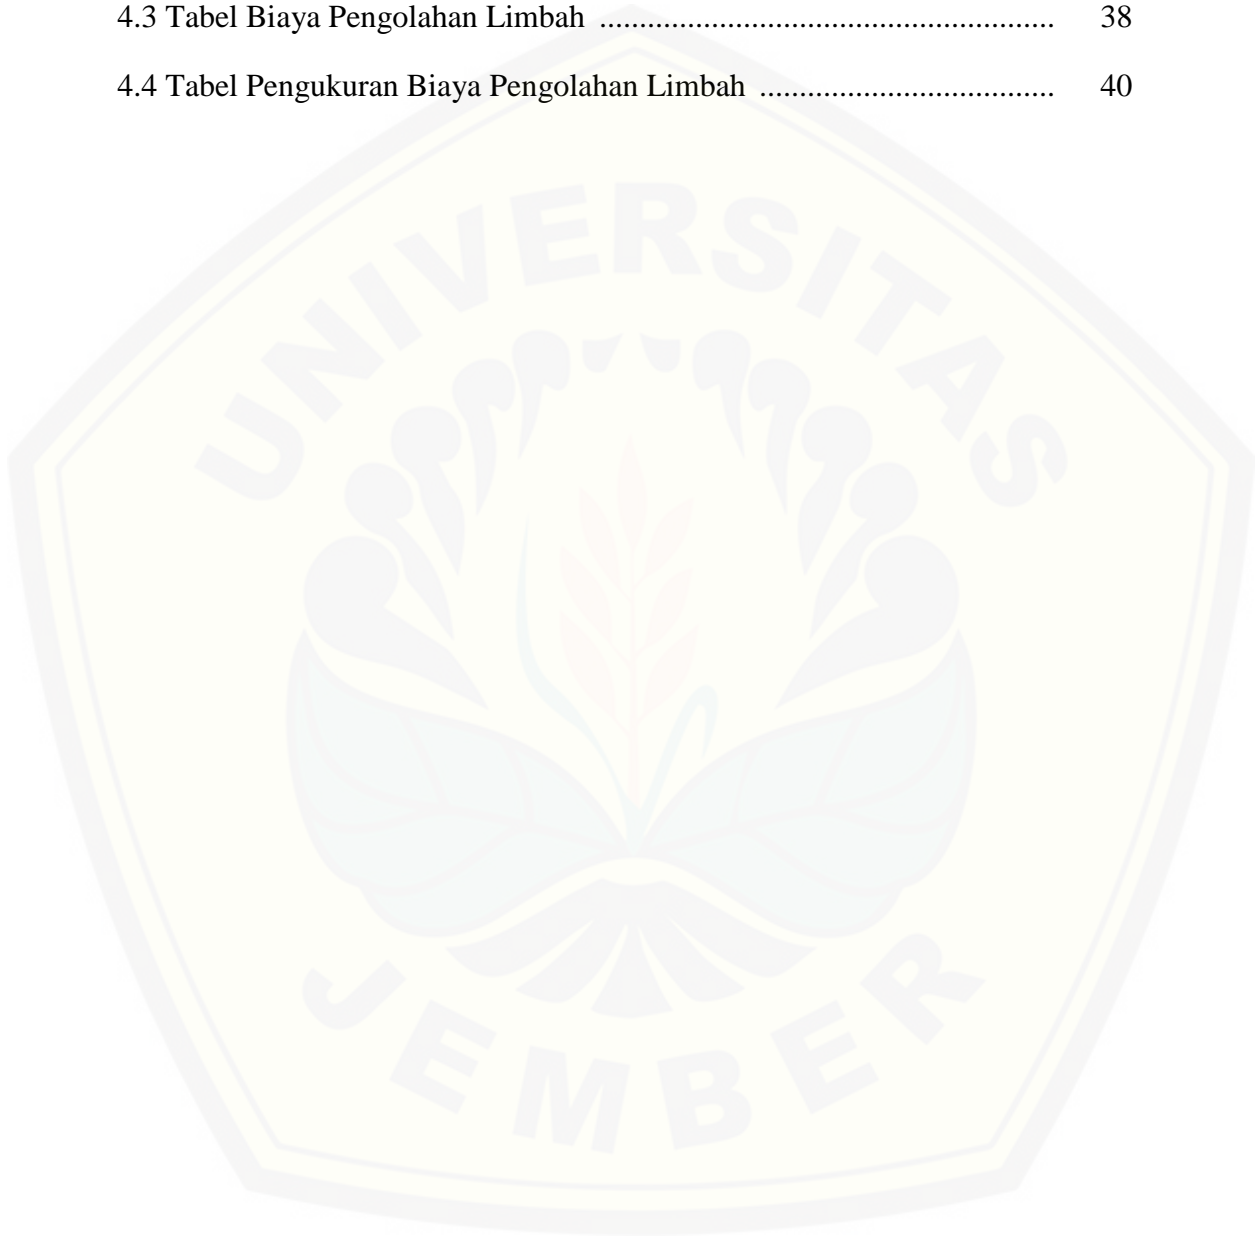 4.3 Tabel Biaya Pengolahan Limbah ......................................................... 38
4.4 Tabel Pengukuran Biaya Pengolahan Limbah ..................................... 40
UNIVERSITAS
JEMBER